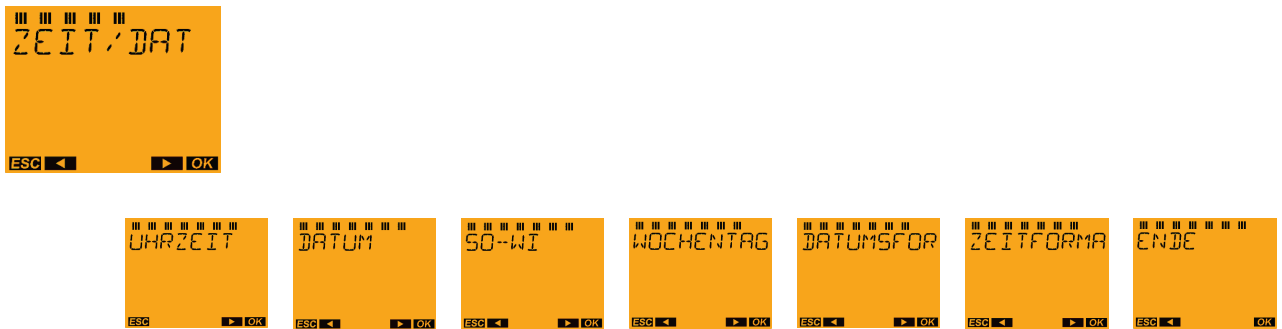 ZEIT/DAT
ESC ◄ ► OK
UHRZEIT
ESC ► OK
DATUM
ESC ◄ ► OK
SO-WI
ESC ◄ ► OK
WOCHENTAG
ESC ◄ ► OK
DATUMSFOR
ESC ◄ ► OK
ZEITFORMA
ESC ◄ ► OK
ENDE
ESC ◄ OK